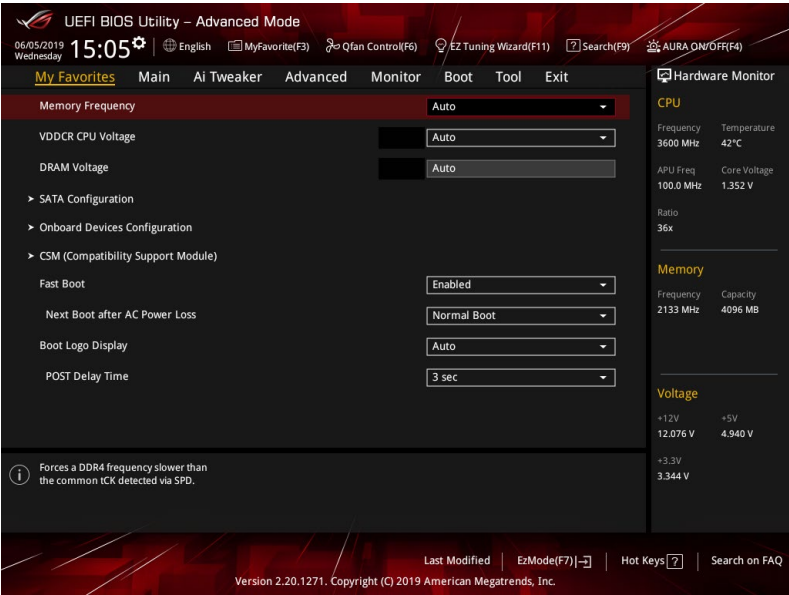 UEFI BIOS Utility – Advanced Mode
06/05/2019 Wednesday 15:05 English MyFavorite(F3) Qfan Control(F6) EZ Tuning Wizard(F11) ? Search(F9) AURA ON/OFF(F4)
My Favorites Main Ai Tweaker Advanced Monitor Boot Tool Exit
Memory Frequency Auto
VDDCR CPU Voltage Auto
DRAM Voltage Auto
> SATA Configuration
> Onboard Devices Configuration
> CSM (Compatibility Support Module)
Fast Boot Enabled
Next Boot after AC Power Loss Normal Boot
Boot Logo Display Auto
POST Delay Time 3 sec
i Forces a DDR4 frequency slower than
the common tCK detected via SPD.
Hardware Monitor
CPU
Frequency Temperature
3600 MHz 42°C
APU Freq Core Voltage
100.0 MHz 1.352 V
Ratio
36x
Memory
Frequency Capacity
2133 MHz 4096 MB
Voltage
+12V +5V
12.076 V 4.940 V
+3.3V
3.344 V
Last Modified EzMode(F7) Hot Keys ? Search on FAQ
Version 2.20.1271. Copyright (C) 2019 American Megatrends, Inc.